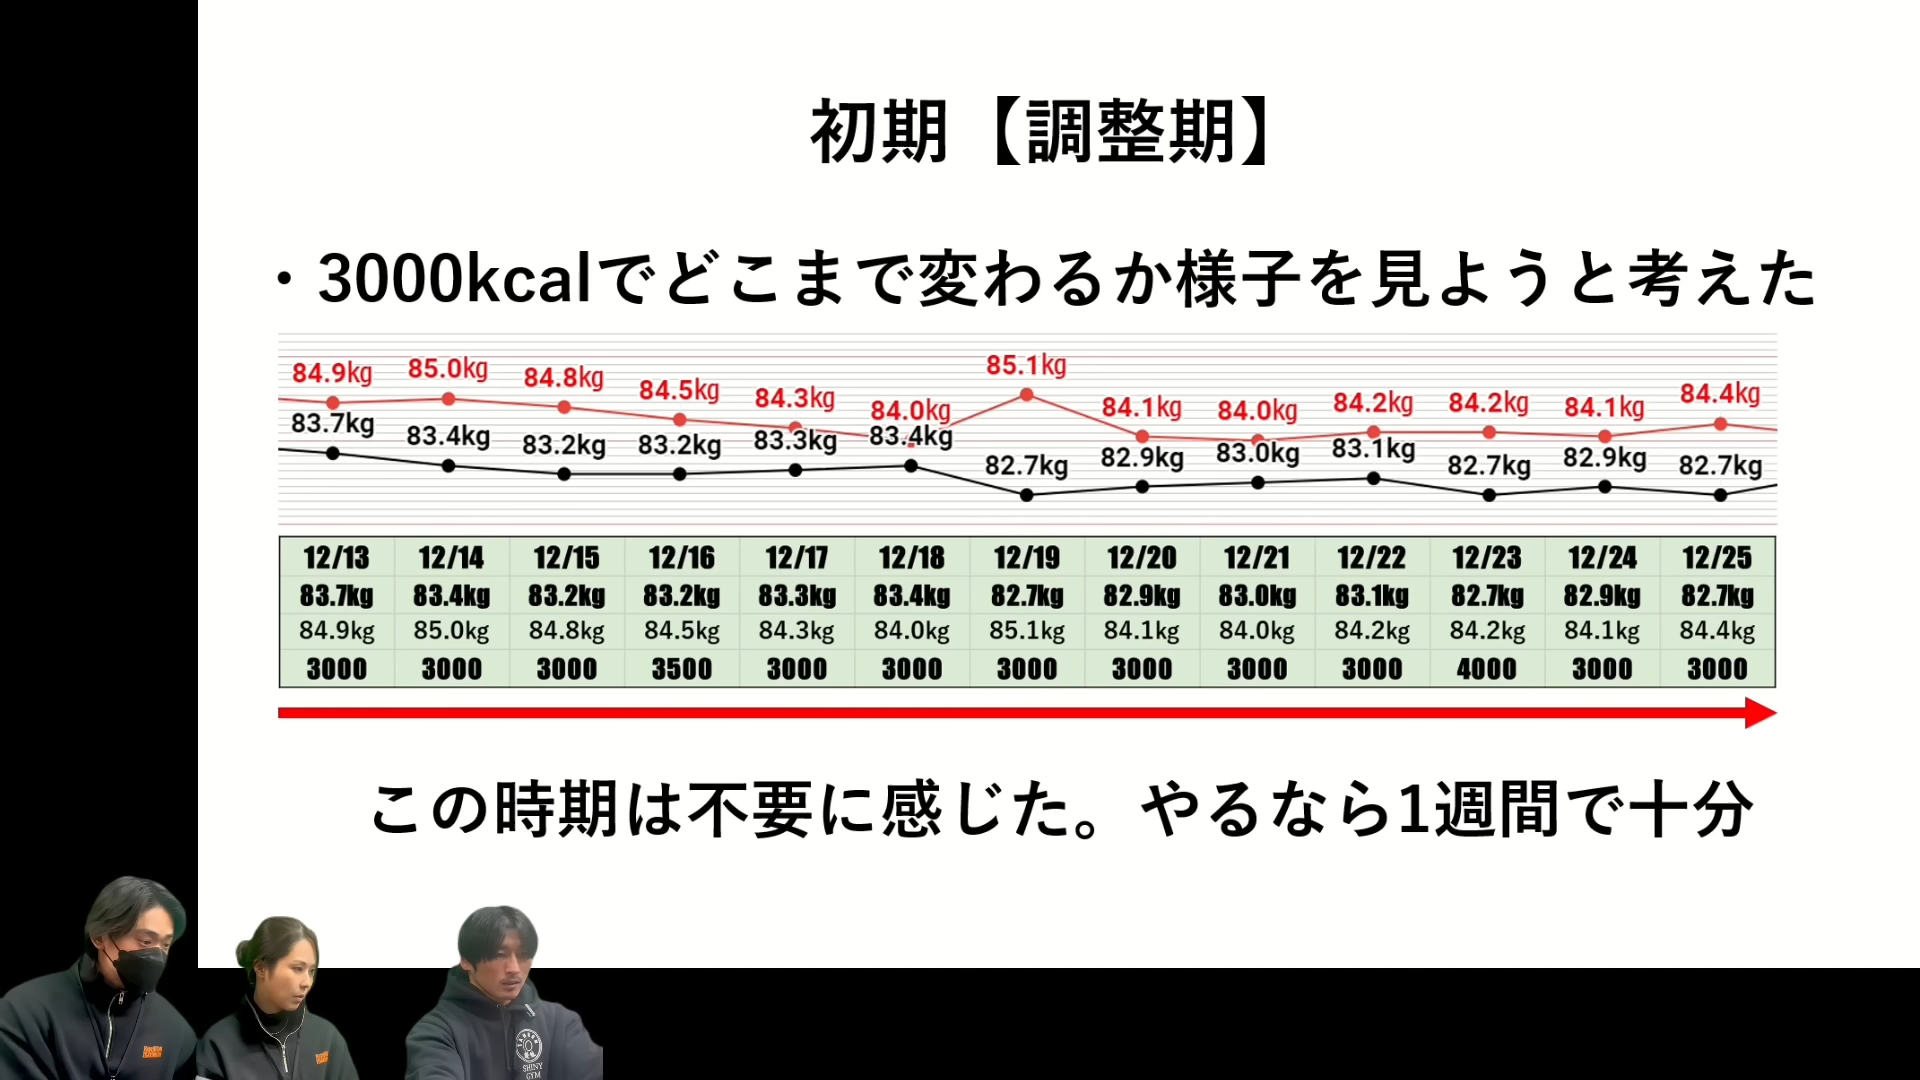 初期【調整期】
・3000kcalでどこまで変わるか様子を見ようと考えた
84.9kg 85.0kg 84.8kg 84.5kg 84.3kg 84.0kg 85.1kg 84.1kg 84.0kg 84.2kg 84.2kg 84.1kg 84.4kg
83.7kg 83.4kg 83.2kg 83.2kg 83.3kg 83.4kg 82.7kg 82.9kg 83.0kg 83.1kg 82.7kg 82.9kg 82.7kg
12/13 12/14 12/15 12/16 12/17 12/18 12/19 12/20 12/21 12/22 12/23 12/24 12/25
83.7kg 83.4kg 83.2kg 83.2kg 83.3kg 83.4kg 82.7kg 82.9kg 83.0kg 83.1kg 82.7kg 82.9kg 82.7kg
84.9kg 85.0kg 84.8kg 84.5kg 84.3kg 84.0kg 85.1kg 84.1kg 84.0kg 84.2kg 84.2kg 84.1kg 84.4kg
3000 3000 3000 3500 3000 3000 3000 3000 3000 3000 4000 3000 3000
この時期は不要に感じた。やるなら1週間で十分
SHINY
GYM